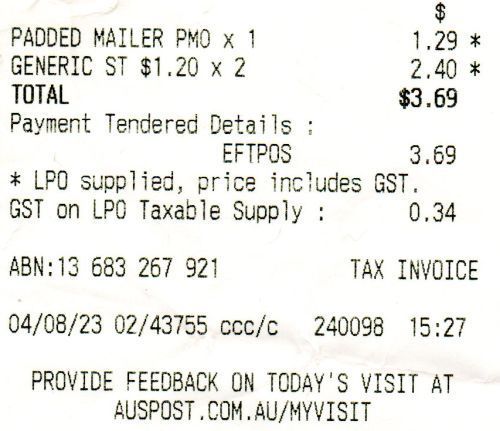 $
PADDED MAILER PM0 x 1 1.29 *
GENERIC ST $1.20 x 2 2.40 *
TOTAL $3.69
Payment Tendered Details :
EFTPOS 3.69
* LPO supplied, price includes GST.
GST on LPO Taxable Supply : 0.34
ABN:13 683 267 921 TAX INVOICE
04/08/23 02/43755 ccc/c 240098 15:27
PROVIDE FEEDBACK ON TODAY'S VISIT AT
AUSPOST.COM.AU/MYVISIT